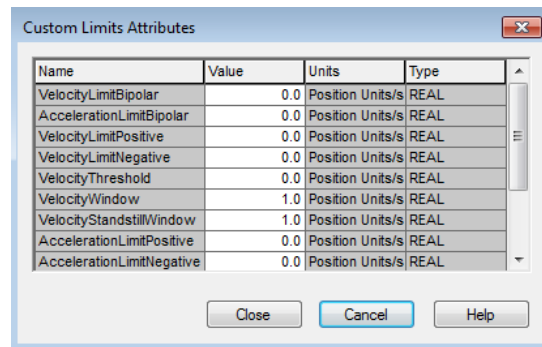 Custom Limits Attributes
Name Value Units Type
VelocityLimitBipolar 0.0 Position Units/s REAL
AccelerationLimitBipolar 0.0 Position Units/s REAL
VelocityLimitPositive 0.0 Position Units/s REAL
VelocityLimitNegative 0.0 Position Units/s REAL
VelocityThreshold 0.0 Position Units/s REAL
VelocityWindow 1.0 Position Units/s REAL
VelocityStandstillWindow 1.0 Position Units/s REAL
AccelerationLimitPositive 0.0 Position Units/s REAL
AccelerationLimitNegative 0.0 Position Units/s REAL
Close Cancel Help